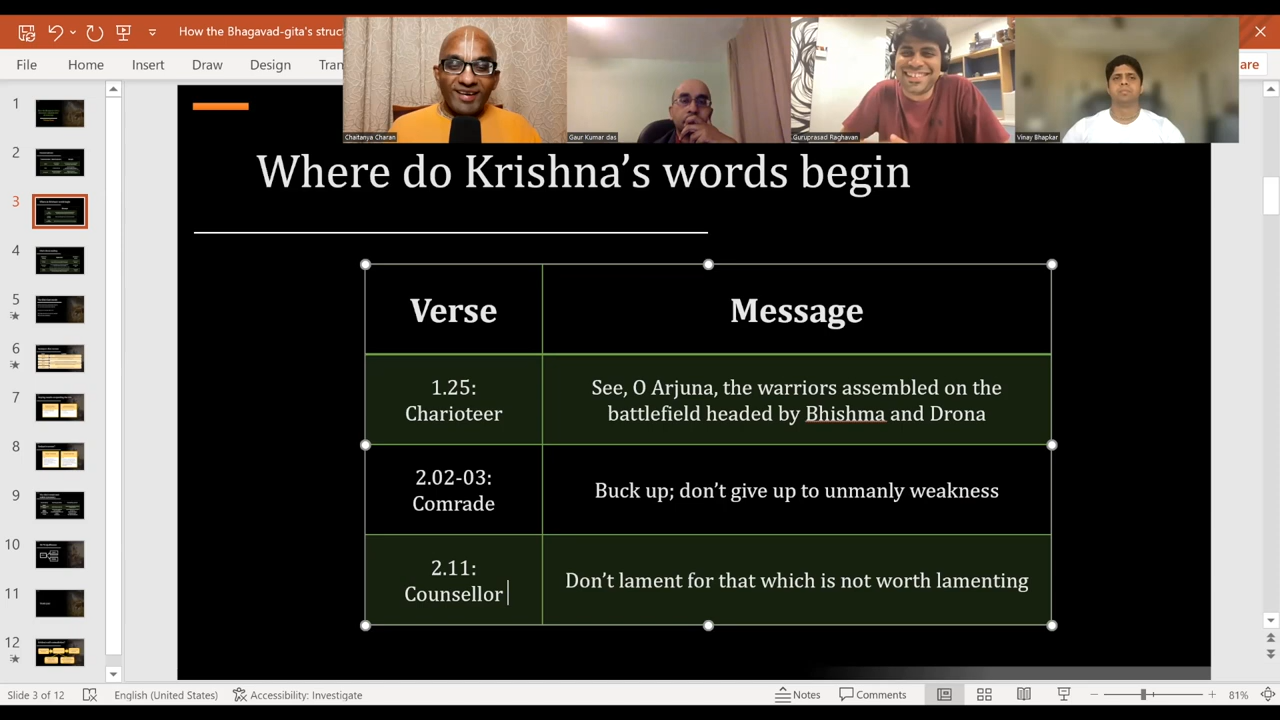 How the Bhagavad-gita's struct
File Home Insert Draw Design Tran
are
Chaitanya Charan
Gaur Kumar das
Guruprasad Raghavan
Vinay Bhapkar
1
2
3
4
5
6
7
8
9
10
11
12
Where do Krishna's words begin
Verse
Message
1.25:
Charioteer
See, O Arjuna, the warriors assembled on the
battlefield headed by Bhishma and Drona
2.02-03:
Comrade
Buck up; don't give up to unmanly weakness
2.11:
Counsellor
Don't lament for that which is not worth lamenting
Slide 3 of 12 English (United States) Accessibility: Investigate Notes Comments 81%